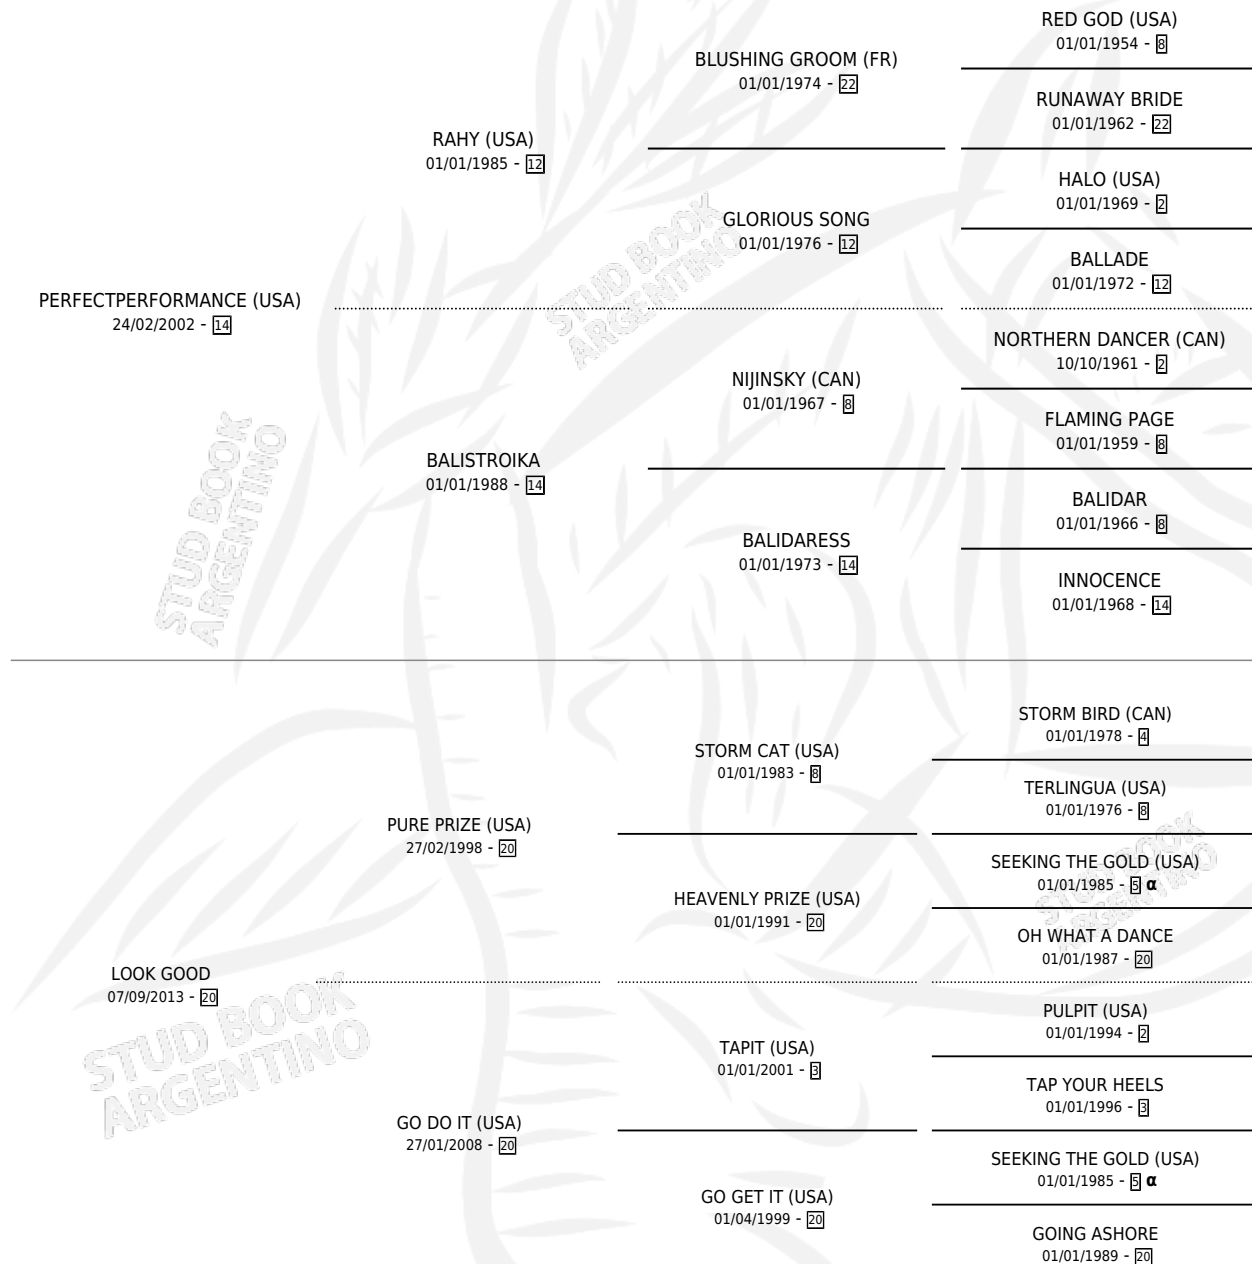 RED GOD (USA)
01/01/1954 - 8
BLUSHING GROOM (FR)
01/01/1974 - 22
RUNAWAY BRIDE
01/01/1962 - 22
RAHY (USA)
01/01/1985 - 12
HALO (USA)
01/01/1969 - 2
GLORIOUS SONG
01/01/1976 - 12
BALLADE
01/01/1972 - 12
PERFECTPERFORMANCE (USA)
24/02/2002 - 14
NORTHERN DANCER (CAN)
10/10/1961 - 2
NIJINSKY (CAN)
01/01/1967 - 8
FLAMING PAGE
01/01/1959 - 8
BALISTROIKA
01/01/1988 - 14
BALIDAR
01/01/1966 - 8
BALIDARESS
01/01/1973 - 14
INNOCENCE
01/01/1968 - 14
STORM BIRD (CAN)
01/01/1978 - 4
STORM CAT (USA)
01/01/1983 - 8
TERLINGUA (USA)
01/01/1976 - 8
PURE PRIZE (USA)
27/02/1998 - 20
SEEKING THE GOLD (USA)
01/01/1985 - 5 α
HEAVENLY PRIZE (USA)
01/01/1991 - 20
OH WHAT A DANCE
01/01/1987 - 20
LOOK GOOD
07/09/2013 - 20
PULPIT (USA)
01/01/1994 - 2
TAPIT (USA)
01/01/2001 - 3
TAP YOUR HEELS
01/01/1996 - 3
GO DO IT (USA)
27/01/2008 - 20
SEEKING THE GOLD (USA)
01/01/1985 - 5 α
GO GET IT (USA)
01/04/1999 - 20
GOING ASHORE
01/01/1989 - 20
STUD BOOK
ARGENTINO
STUD BOOK
ARGENTINO
STUD BOOK
ARGENTINO
STUD BOOK
ARGENTINO